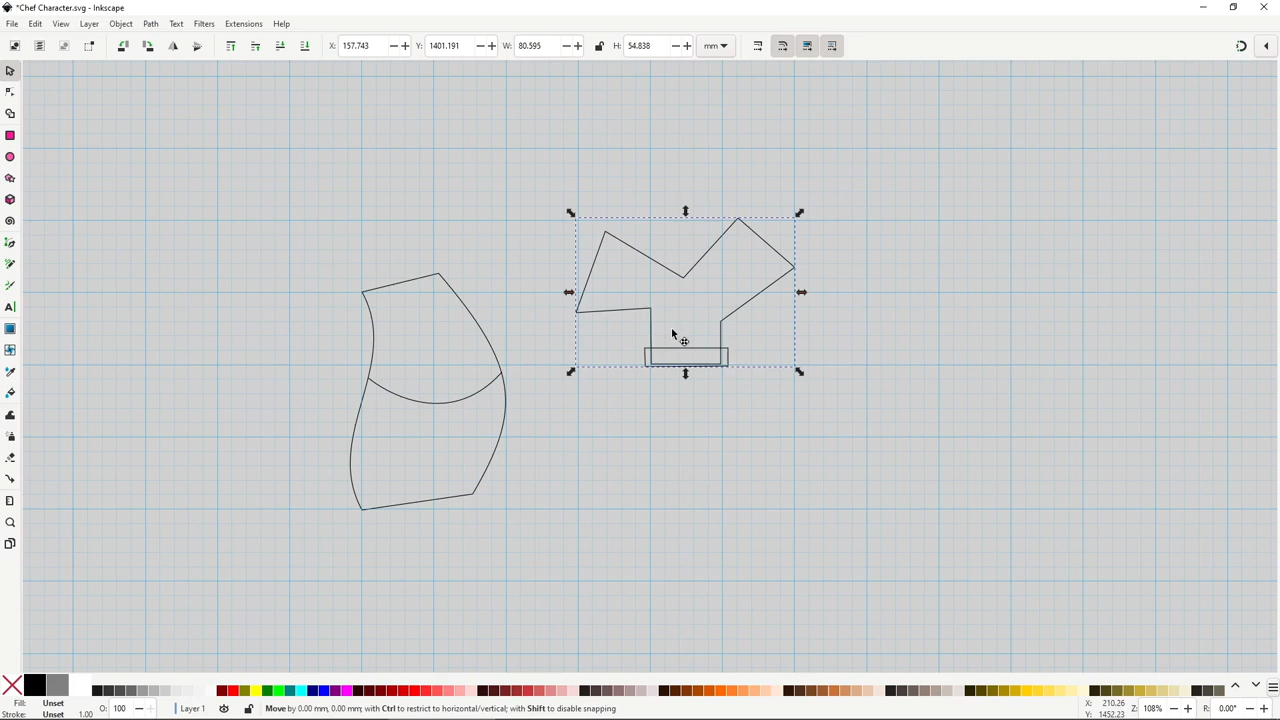 *Chef Character.svg - Inkscape
File Edit View Layer Object Path Text Filters Extensions Help
X: 157.743 Y: 1401.191 W: 80.595 H: 54.838 mm
Fill: Unset O: 100 Layer 1 Move by 0.00 mm, 0.00 mm; with Ctrl to restrict to horizontal/vertical; with Shift to disable snapping X: 210.26 Z: 108% R: 0.00°
Stroke: Unset 1.00 Y: 1452.23